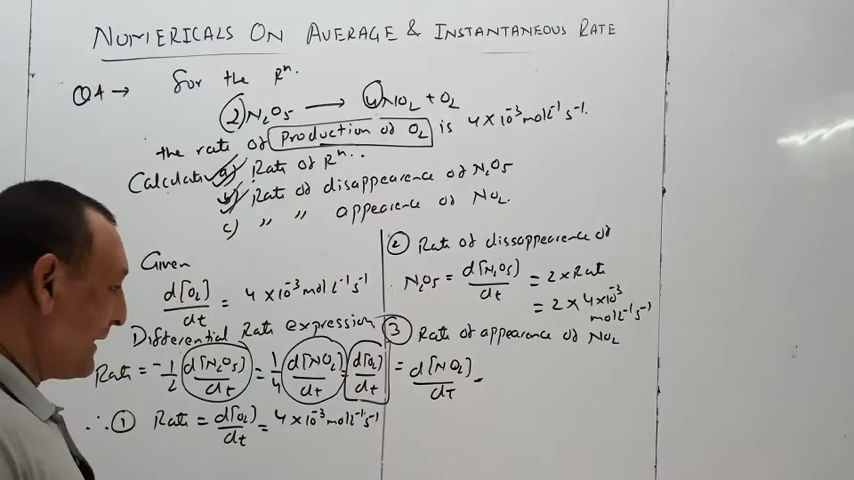 NUMERICALS ON AVERAGE & INSTANTANEOUS RATE
Q4 → For the Rⁿ.
2N₂O₅ → 4NO₂ + O₂
the rate of Production of O₂ is 4×10⁻³ mol L⁻¹ s⁻¹.
Calculate a) Rate of Rⁿ..
b) Rate of disappearence of N₂O₅
c) " " appearence of NO₂.
Given
d[O₂]/dt = 4×10⁻³ mol L⁻¹ s⁻¹
Differential Rate expression
Rate = -1/2 d[N₂O₅]/dt = 1/4 d[NO₂]/dt = d[O₂]/dt
∴ ① Rate = d[O₂]/dt = 4×10⁻³ mol L⁻¹ s⁻¹
② Rate of dissappearence of
N₂O₅ = d[N₂O₅]/dt = 2×Rate
= 2×4×10⁻³
mol L⁻¹ s⁻¹
③ Rate of appearence of NO₂
= d[NO₂]/dt =